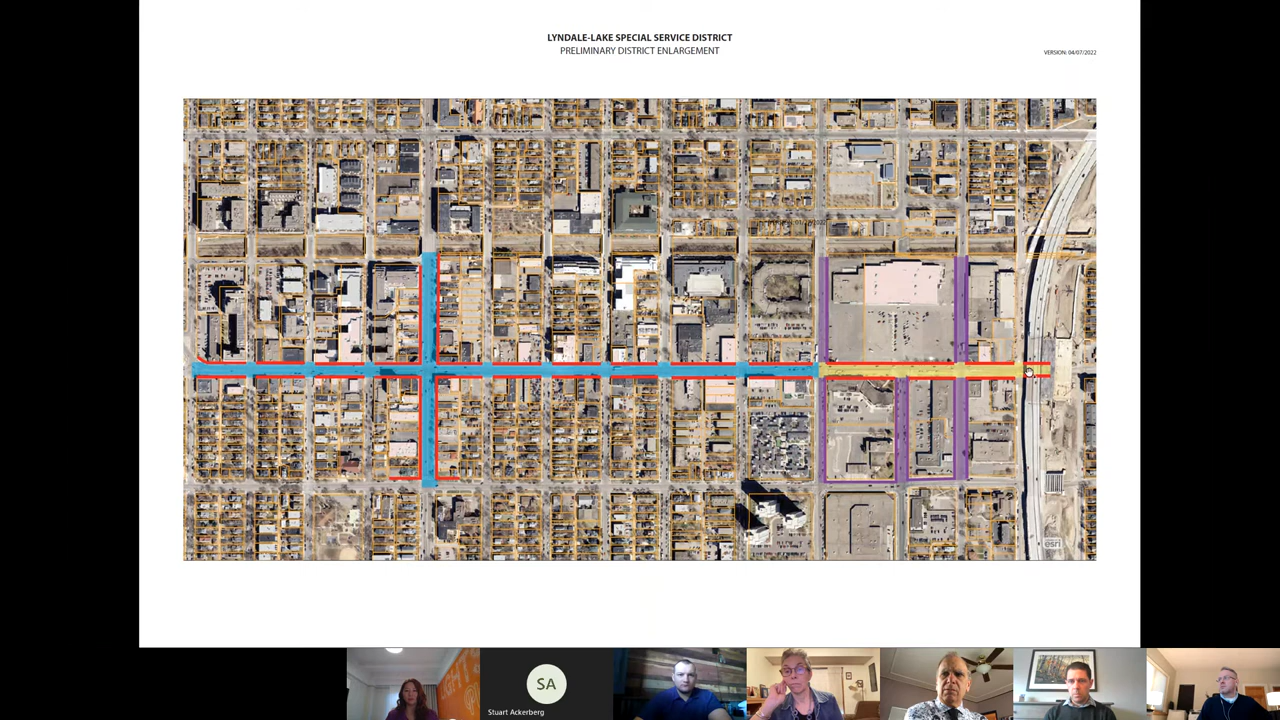 LYNDALE-LAKE SPECIAL SERVICE DISTRICT
PRELIMINARY DISTRICT ENLARGEMENT
VERSION: 04/07/2022
esri
SA
Stuart Ackerberg